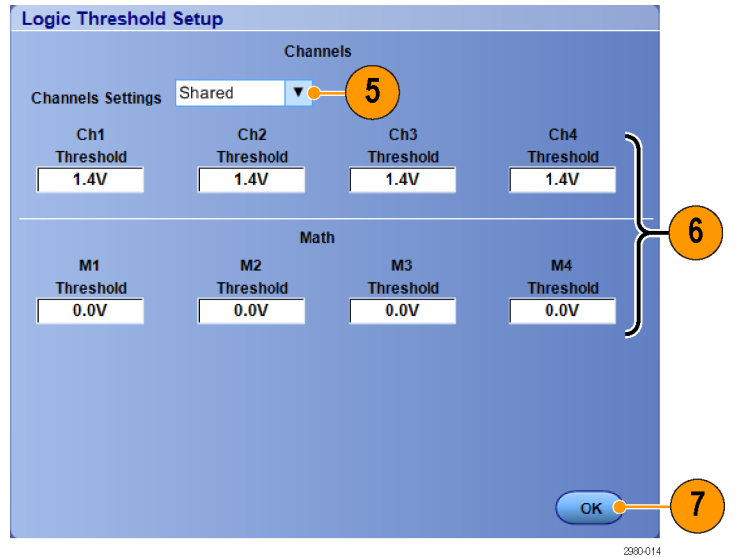 Logic Threshold Setup
Channels
Channels Settings Shared ▼ 5
Ch1 Ch2 Ch3 Ch4
Threshold Threshold Threshold Threshold
1.4V 1.4V 1.4V 1.4V
6
Math
M1 M2 M3 M4
Threshold Threshold Threshold Threshold
0.0V 0.0V 0.0V 0.0V
OK 7
2980-014